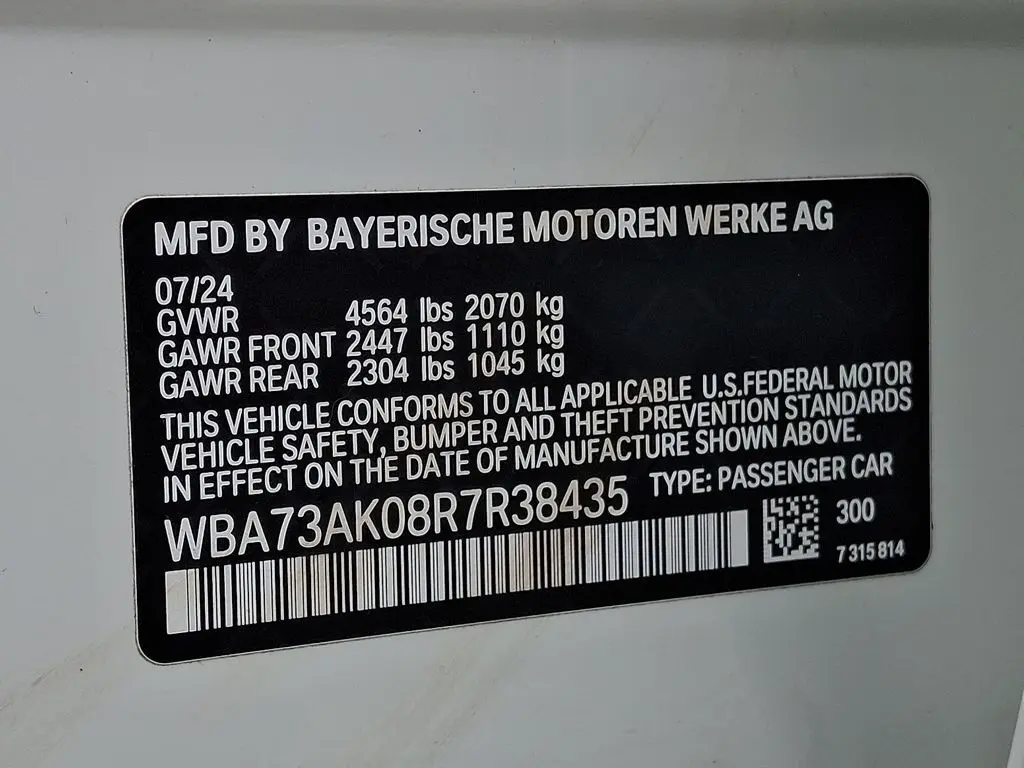 MFD BY BAYERISCHE MOTOREN WERKE AG
07/24
GVWR 4564 lbs 2070 kg
GAWR FRONT 2447 lbs 1110 kg
GAWR REAR 2304 lbs 1045 kg
THIS VEHICLE CONFORMS TO ALL APPLICABLE U.S.FEDERAL MOTOR
VEHICLE SAFETY, BUMPER AND THEFT PREVENTION STANDARDS
IN EFFECT ON THE DATE OF MANUFACTURE SHOWN ABOVE.
WBA73AK08R7R38435 TYPE: PASSENGER CAR
300
7 315 814